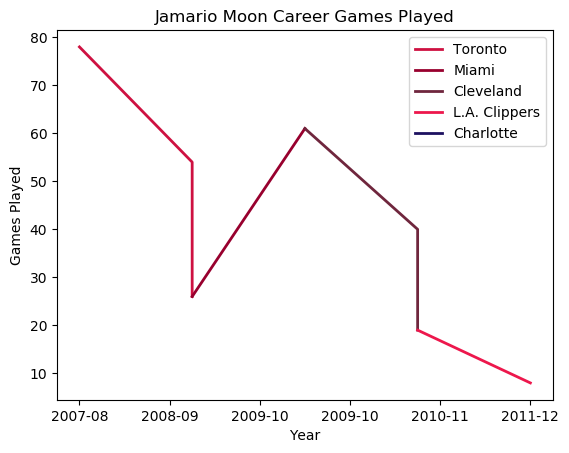 Jamario Moon Career Games Played
80
70
60
50
40
30
20
10
Games Played
Toronto
Miami
Cleveland
L.A. Clippers
Charlotte
2007-08 2008-09 2009-10 2009-10 2010-11 2011-12
Year